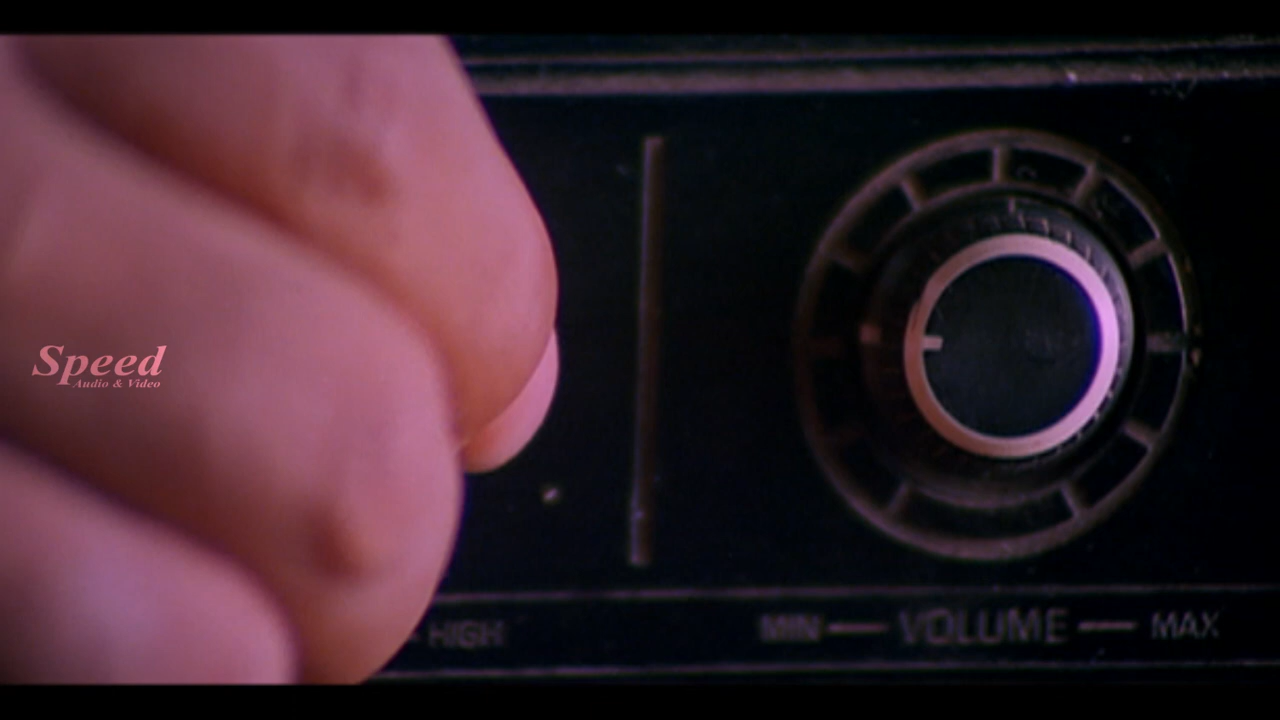 Speed
Audio & Video
HIGH
MIN — VOLUME — MAX